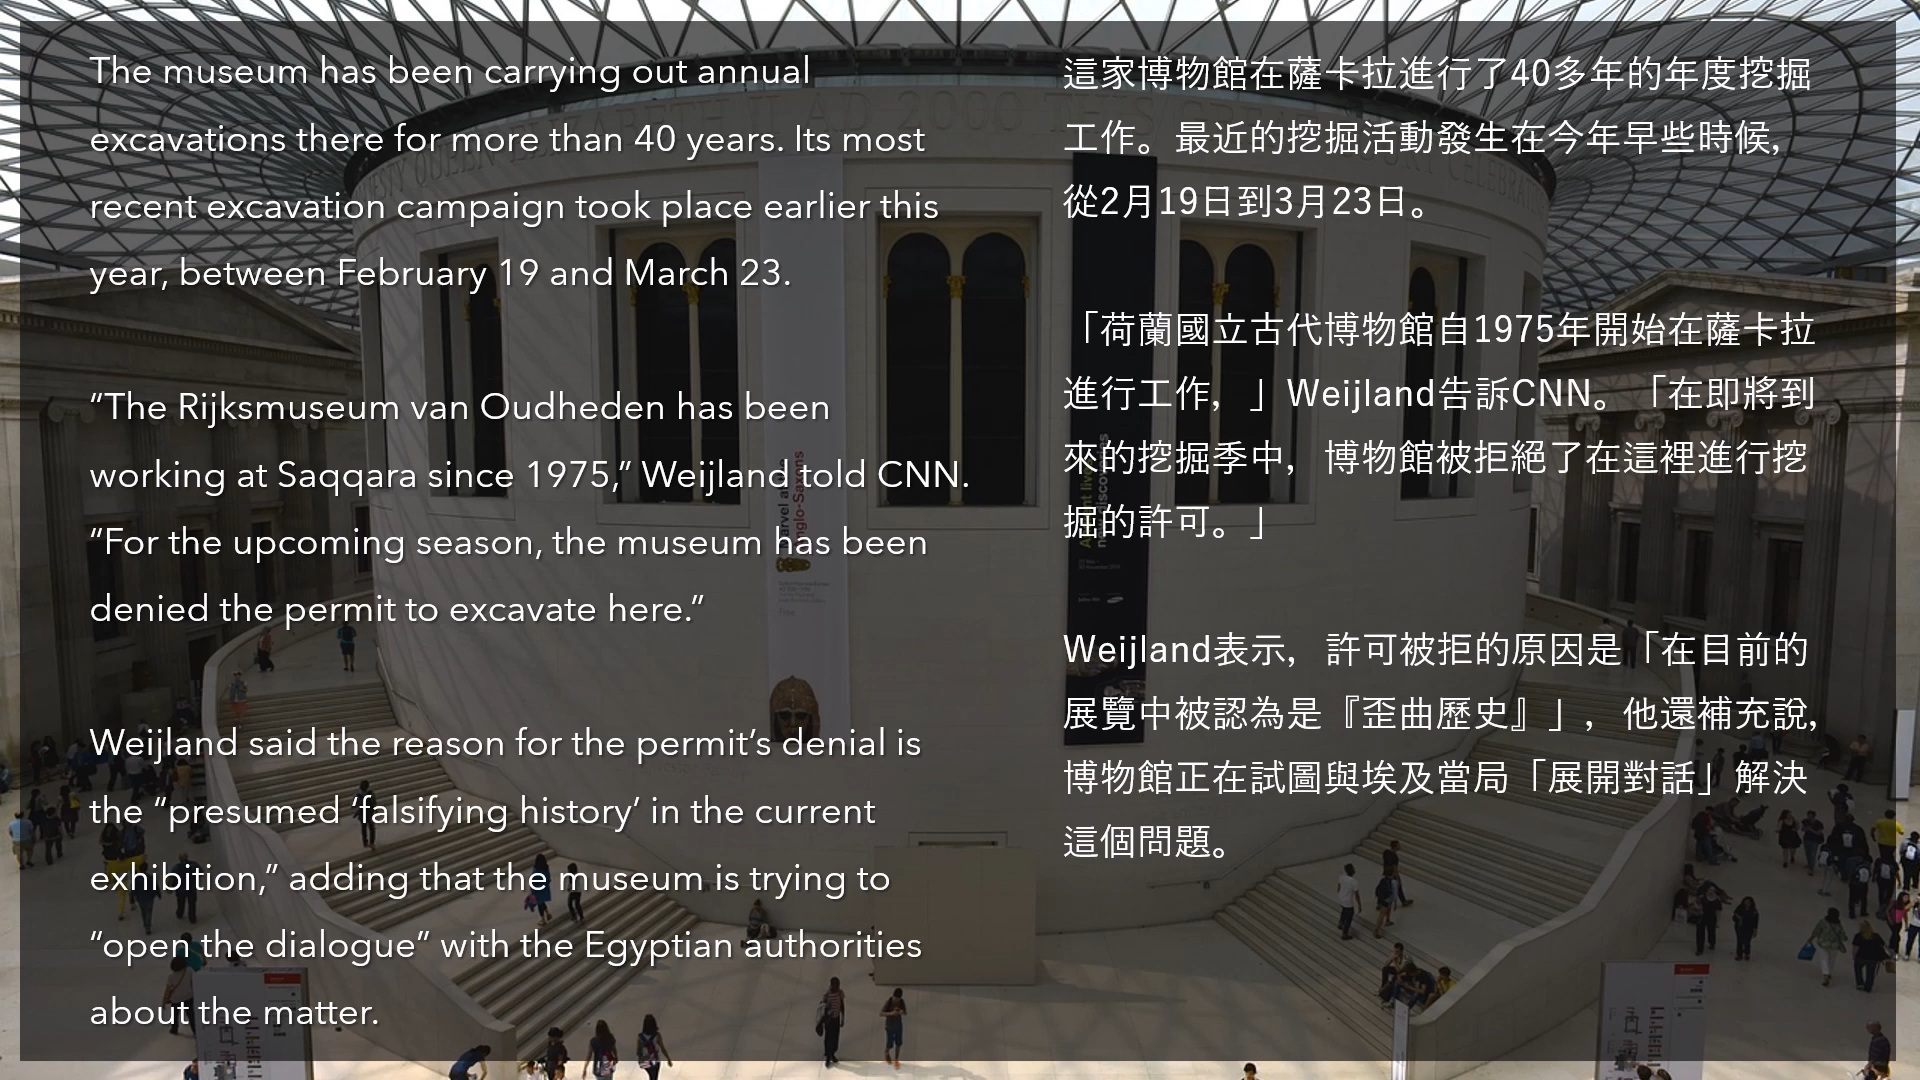 The museum has been carrying out annual
excavations there for more than 40 years. Its most
recent excavation campaign took place earlier this
year, between February 19 and March 23.
“The Rijksmuseum van Oudheden has been
working at Saqqara since 1975,” Weijland told CNN.
“For the upcoming season, the museum has been
denied the permit to excavate here.”
Weijland said the reason for the permit’s denial is
the “presumed ‘falsifying history’ in the current
exhibition,” adding that the museum is trying to
“open the dialogue” with the Egyptian authorities
about the matter.
這家博物館在薩卡拉進行了40多年的年度挖掘
工作。最近的挖掘活動發生在今年早些時候,
從2月19日到3月23日。
「荷蘭國立古代博物館自1975年開始在薩卡拉
進行工作，」Weijland告訴CNN。「在即將到
來的挖掘季中，博物館被拒絕了在這裡進行挖
掘的許可。」
Weijland表示，許可被拒的原因是「在目前的
展覽中被認為是『歪曲歷史』」，他還補充說,
博物館正在試圖與埃及當局「展開對話」解決
這個問題。
AD 2000